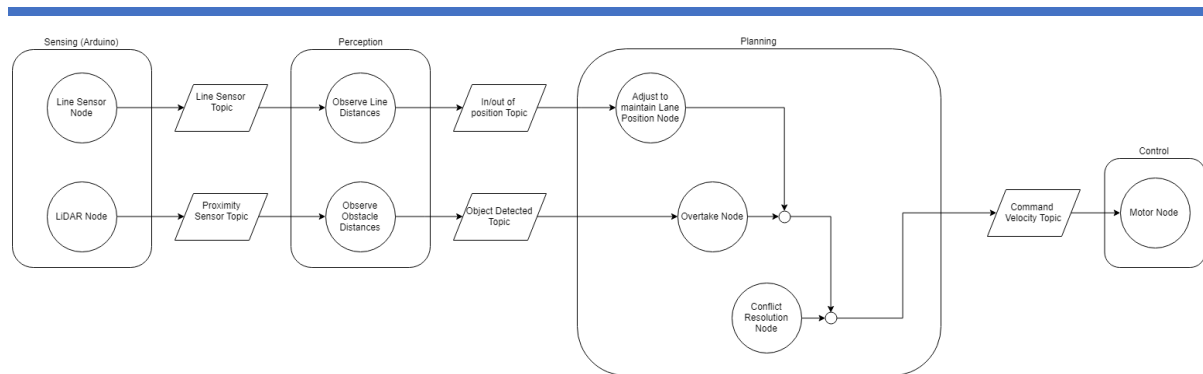 Sensing (Arduino)
Perception
Planning
Line Sensor
Node
Line Sensor
Topic
Observe Line
Distances
In/out of
position Topic
Adjust to
maintain Lane
Position Node
Control
LiDAR Node
Proximity
Sensor Topic
Observe
Obstacle
Distances
Object Detected
Topic
Overtake Node
Command
Velocity Topic
Motor Node
Conflict
Resolution
Node